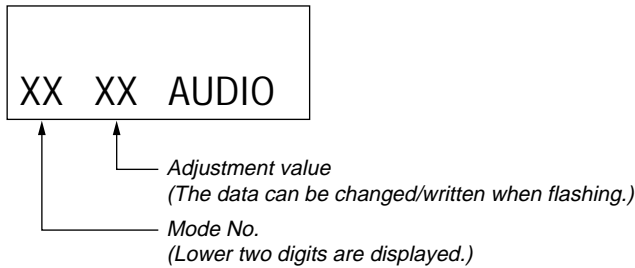 XX XX AUDIO
Adjustment value
(The data can be changed/written when flashing.)
Mode No.
(Lower two digits are displayed.)